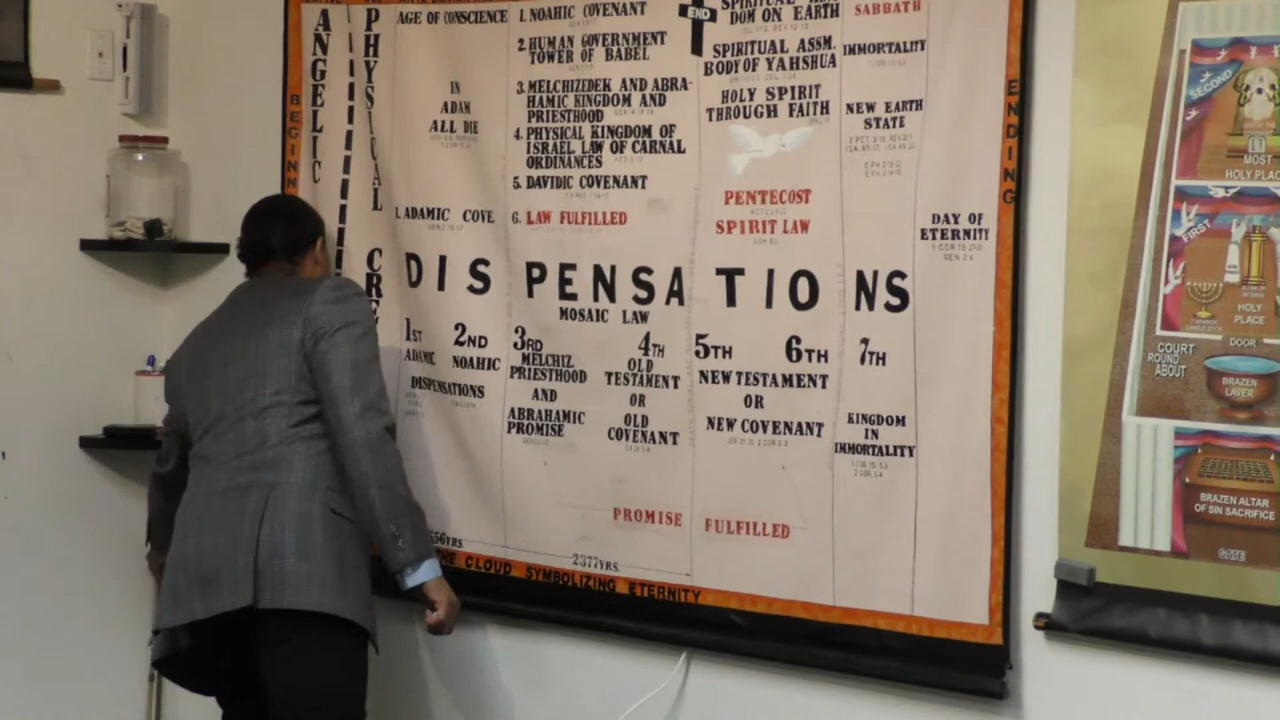 BEGINN
ANGELIC
PHYSICAL CRE
AGE OF CONSCIENCE
IN
ADAM
ALL DIE
1. ADAMIC COVE
1. NOAHIC COVENANT
2. HUMAN GOVERNMENT
TOWER OF BABEL
3. MELCHIZEDEK AND ABRA-
HAMIC KINGDOM AND
PRIESTHOOD
4. PHYSICAL KINGDOM OF
ISRAEL LAW OF CARNAL
ORDINANCES
5. DAVIDIC COVENANT
6. LAW FULFILLED
END
DOM ON EARTH
SPIRITUAL ASSM.
BODY OF YAHSHUA
HOLY SPIRIT
THROUGH FAITH
PENTECOST
SPIRIT LAW
SABBATH
IMMORTALITY
NEW EARTH
STATE
DAY OF
ETERNITY
ENDING
DISPENSATIONS
MOSAIC LAW
1ST 2ND 3RD 4TH 5TH 6TH 7TH
ADAMIC NOAHIC
DISPENSATIONS
MELCHIZ.
PRIESTHOOD
AND
ABRAHAMIC
PROMISE
OLD
TESTAMENT
OR
OLD
COVENANT
NEW TESTAMENT
OR
NEW COVENANT
KINGDOM
IN
IMMORTALITY
PROMISE FULFILLED
56YRS.
2377YRS.
THE CLOUD SYMBOLIZING ETERNITY
SECOND
MOST
HOLY PLAC
FIRST
HOLY
PLACE
DOOR
COURT
ROUND
ABOUT
BRAZEN
LAVER
BRAZEN ALTAR
OF SIN SACRIFICE
GATE